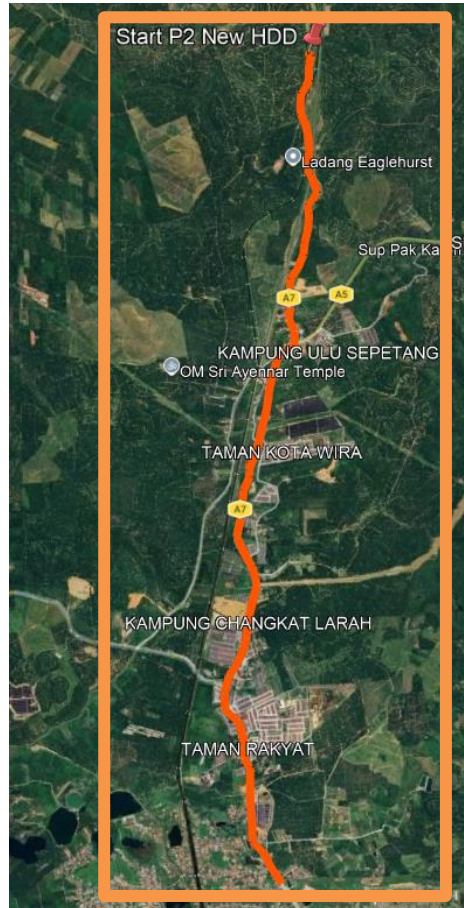 Start P2 New HDD
Ladang Eaglehurst
Sup Pak Ka
A7
A5
KAMPUNG ULU SEPETANG
OM Sri Ayennar Temple
TAMAN KOTA WIRA
A7
KAMPUNG CHANGKAT LARAH
TAMAN RAKYAT